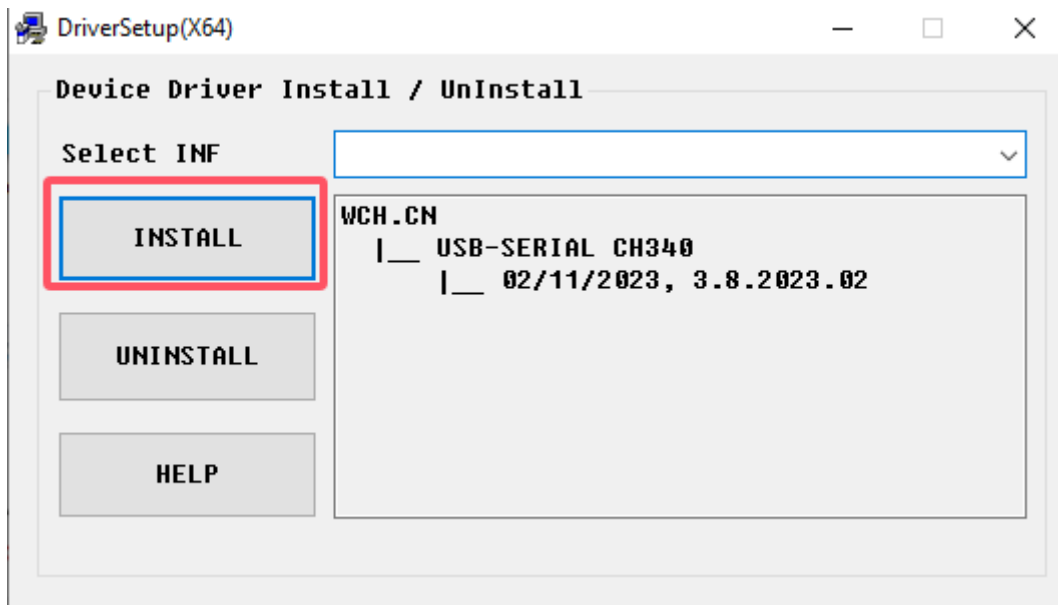 DriverSetup(X64)
Device Driver Install / UnInstall
Select INF
INSTALL
WCH.CN
|__ USB-SERIAL CH340
|__ 02/11/2023, 3.8.2023.02
UNINSTALL
HELP